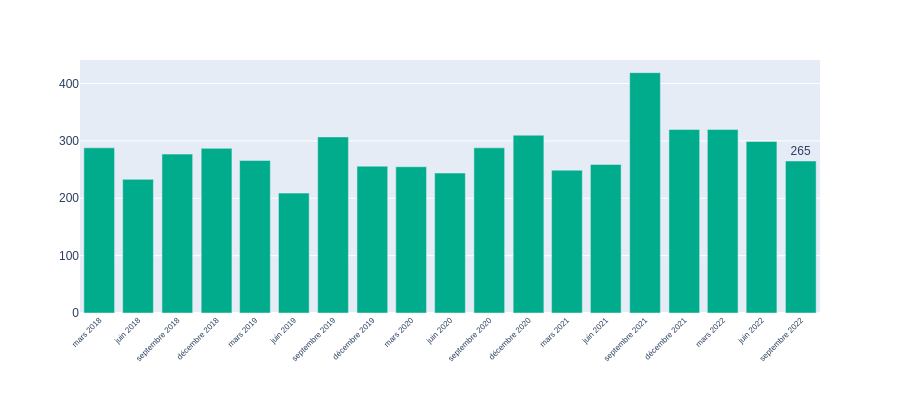 400
300
200
100
0
265
mars 2018
juin 2018
septembre 2018
décembre 2018
mars 2019
juin 2019
septembre 2019
décembre 2019
mars 2020
juin 2020
septembre 2020
décembre 2020
mars 2021
juin 2021
septembre 2021
décembre 2021
mars 2022
juin 2022
septembre 2022